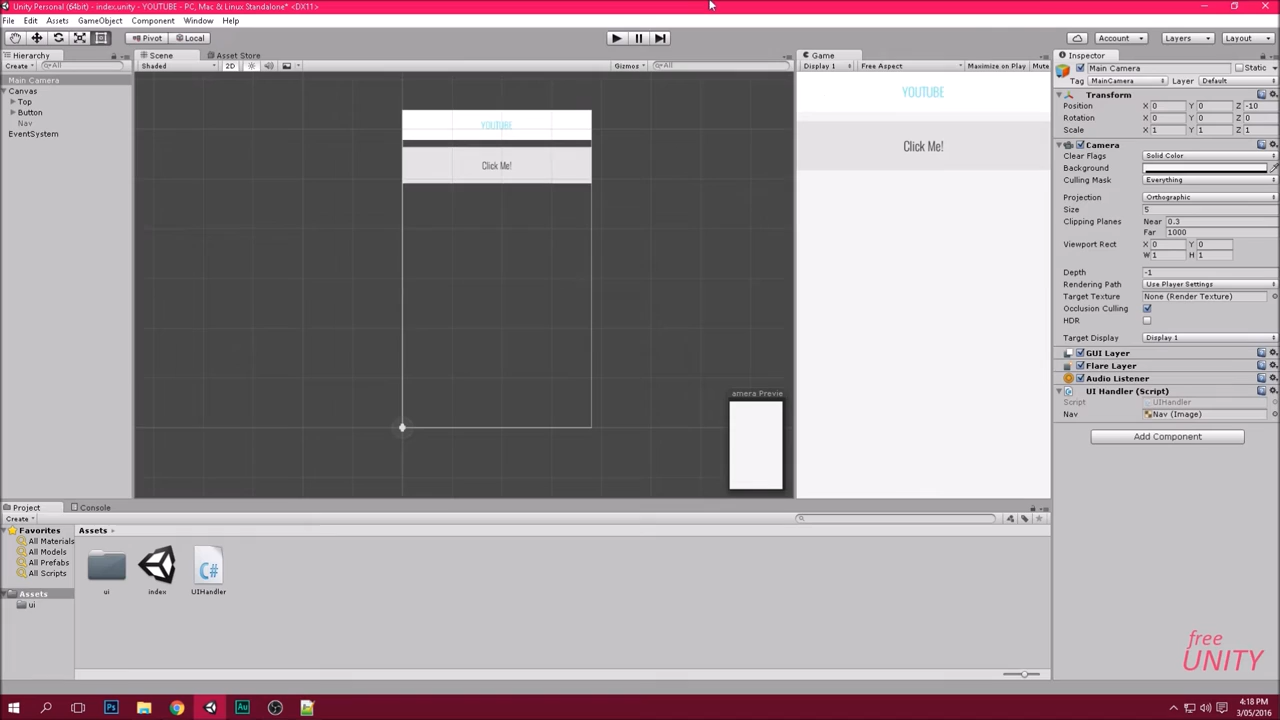 Unity Personal (64bit) - index.unity - YOUTUBE - PC, Mac & Linux Standalone* <DX11>
File Edit Assets GameObject Component Window Help
Pivot Local Account Layers Layout
Hierarchy Scene Asset Store Game Inspector
Create All Shaded 2D Gizmos All Display 1 Free Aspect Maximize on Play Mute
Main Camera Static
Tag MainCamera Layer Default
Main Camera
Canvas
Top
Button
Nav
EventSystem
YOUTUBE
Click Me!
YOUTUBE
Click Me!
Transform
Position X 0 Y 0 Z -10
Rotation X 0 Y 0 Z 0
Scale X 1 Y 1 Z 1
Camera
Clear Flags Solid Color
Background
Culling Mask Everything
Projection Orthographic
Size 5
Clipping Planes Near 0.3
Far 1000
Viewport Rect X 0 Y 0
W 1 H 1
Depth -1
Rendering Path Use Player Settings
Target Texture None (Render Texture)
Occlusion Culling
HDR
Target Display Display 1
GUI Layer
Flare Layer
Audio Listener
UI Handler (Script)
Script UIHandler
Nav Nav (Image)
Add Component
amera Previe
Project Console
Create
Favorites
All Materials
All Models
All Prefabs
All Scripts
Assets
ui
Assets
ui index UIHandler
C#
free
UNITY
Ps Au
4:18 PM
3/05/2016